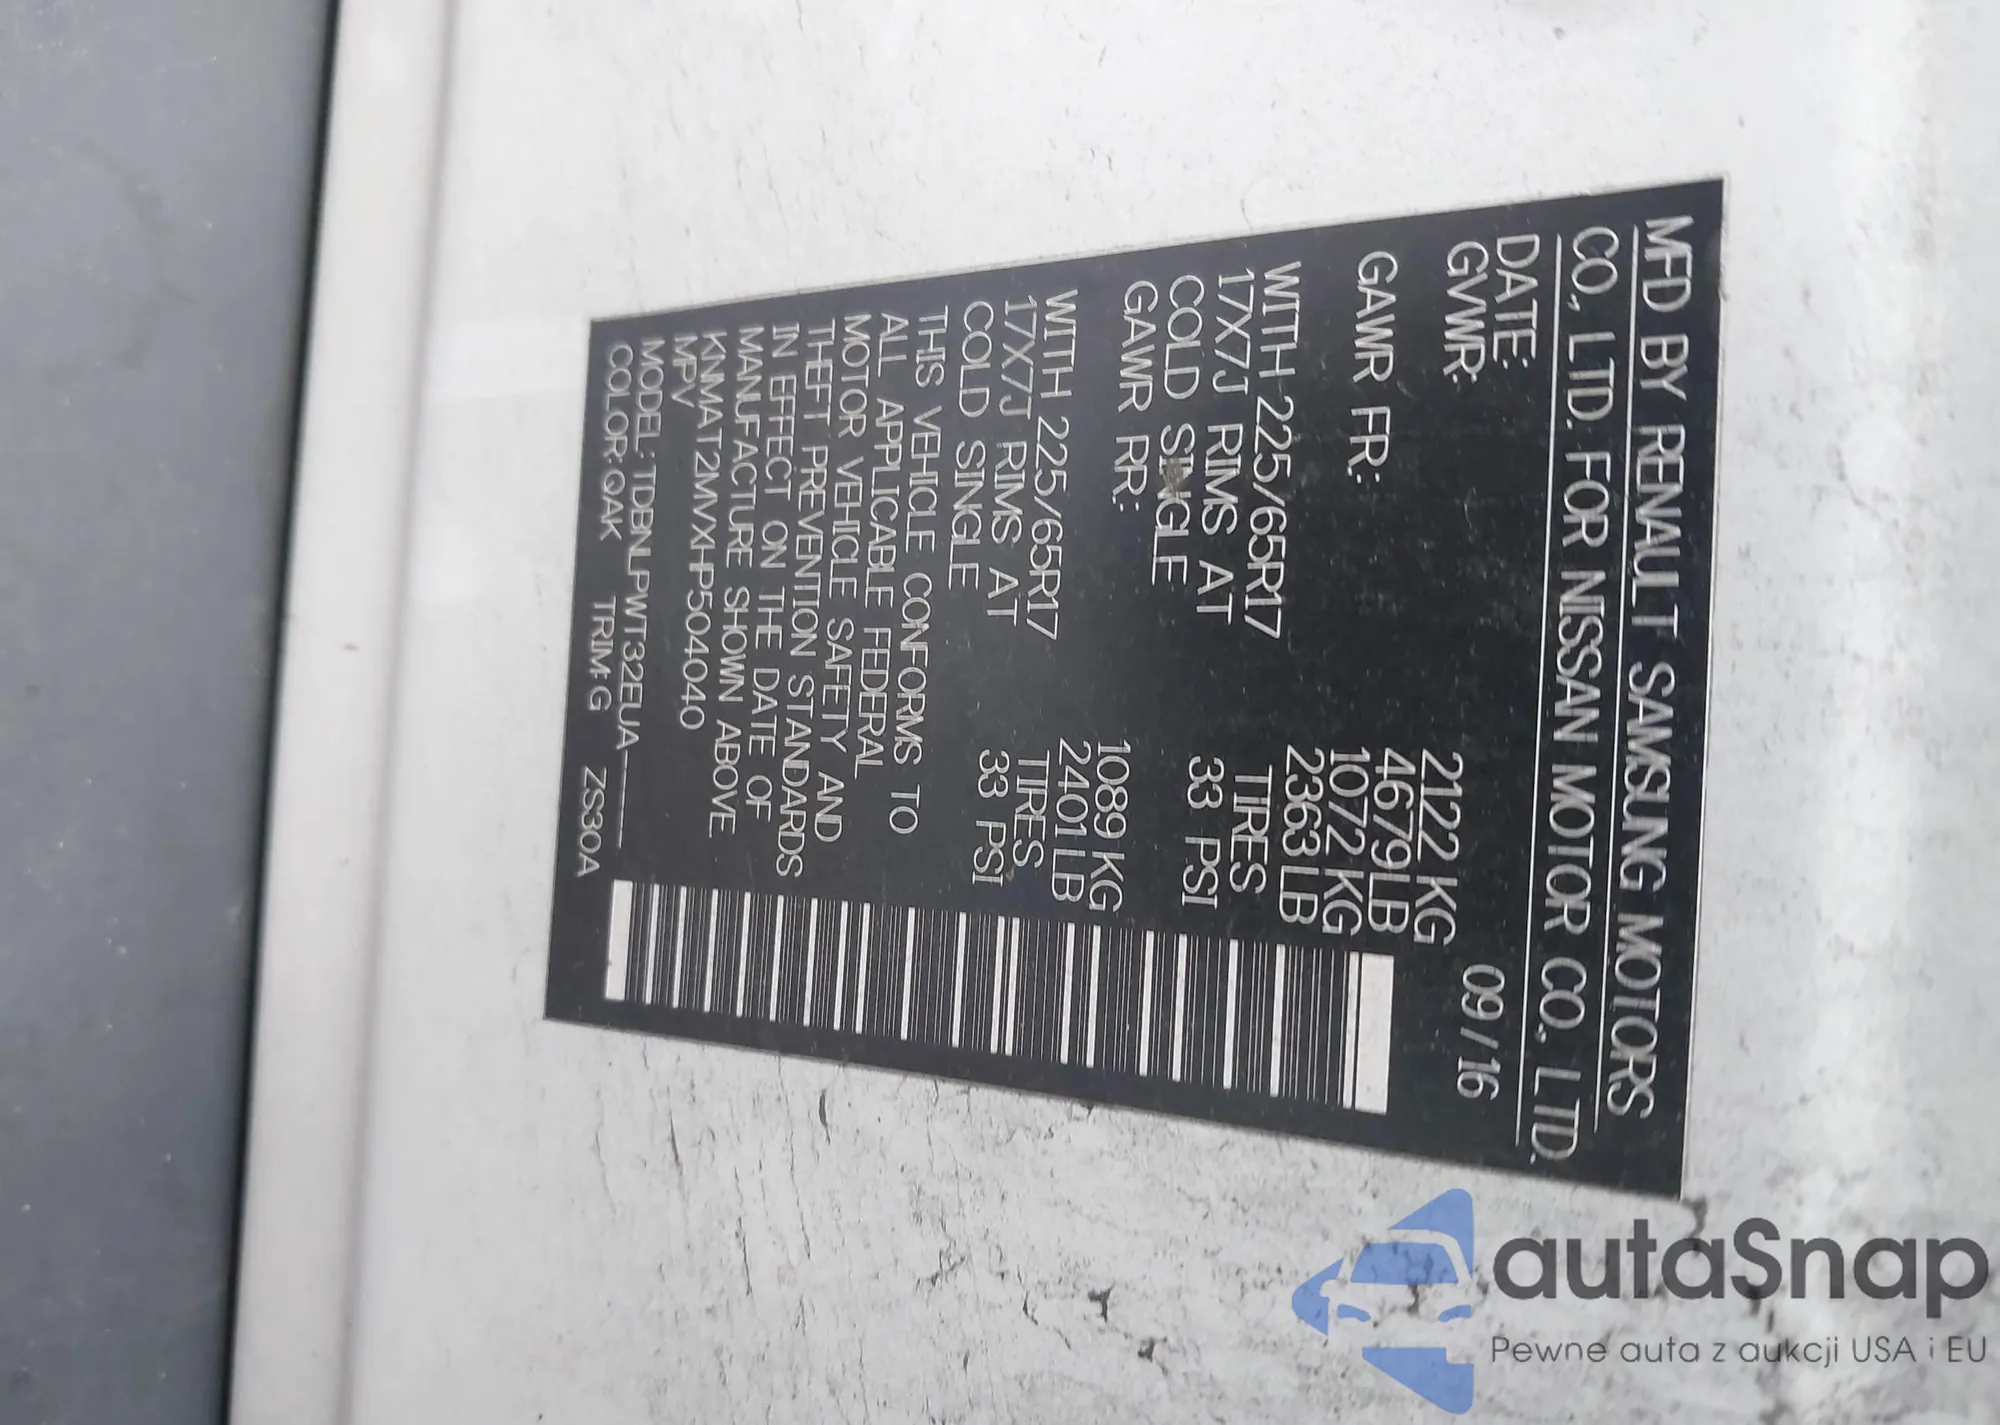 MFD BY RENAULT SAMSUNG MOTORS
CO., LTD. FOR NISSAN MOTOR CO., LTD.
DATE: 09/16
GVWR: 2122 KG
4679LB
GAWR FR: 1072 KG
2363LB
WITH 225/65R17 TIRES
17X7J RIMS AT 33 PSI
COLD SINGLE
GAWR RR: 1089 KG
2401LB
WITH 225/65R17 TIRES
17X7J RIMS AT 33 PSI
COLD SINGLE
THIS VEHICLE CONFORMS TO
ALL APPLICABLE FEDERAL
MOTOR VEHICLE SAFETY AND
THEFT PREVENTION STANDARDS
IN EFFECT ON THE DATE OF
MANUFACTURE SHOWN ABOVE
KNMAT2MVXHP504040
MPV
MODEL:TDBNLPWT32EUA
COLOR:QAK TRIM:G ZS30A
autaSnap
Pewne auta z aukcji USA i EU